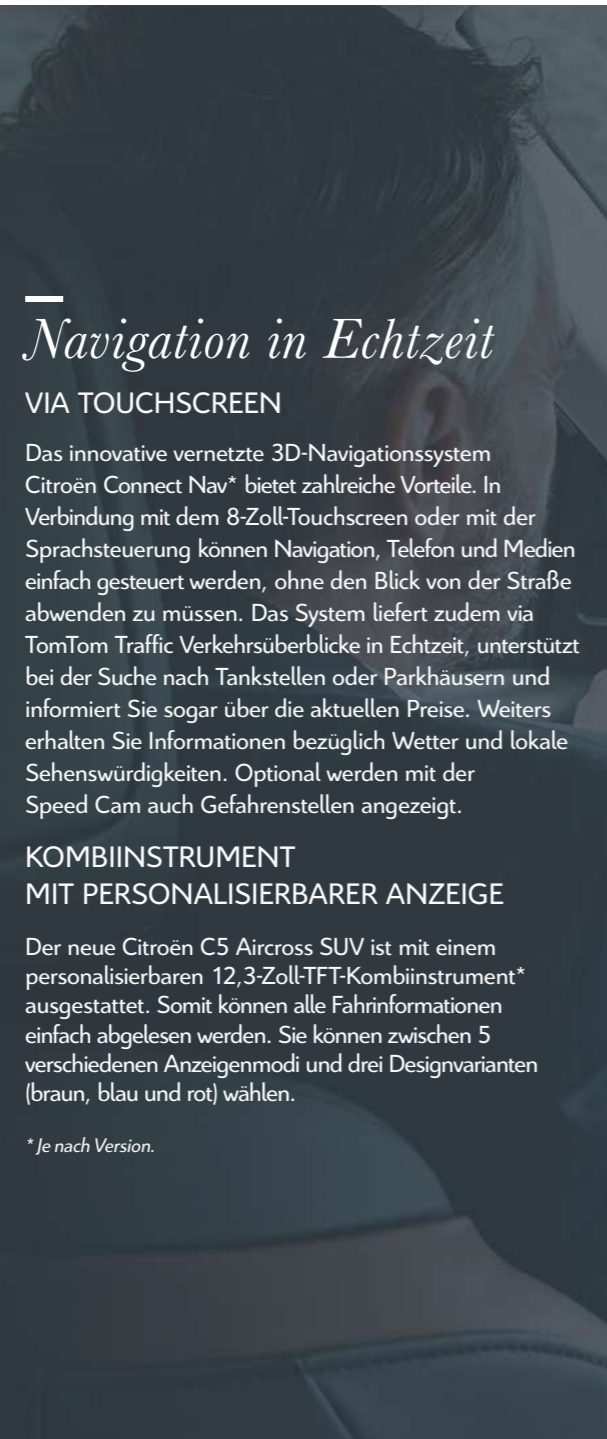 Navigation in Echtzeit
VIA TOUCHSCREEN
Das innovative vernetzte 3D-Navigationssystem
Citroën Connect Nav* bietet zahlreiche Vorteile. In
Verbindung mit dem 8-Zoll-Touchscreen oder mit der
Sprachsteuerung können Navigation, Telefon und Medien
einfach gesteuert werden, ohne den Blick von der Straße
abwenden zu müssen. Das System liefert zudem via
TomTom Traffic Verkehrsüberblicke in Echtzeit, unterstützt
bei der Suche nach Tankstellen oder Parkhäusern und
informiert Sie sogar über die aktuellen Preise. Weiters
erhalten Sie Informationen bezüglich Wetter und lokale
Sehenswürdigkeiten. Optional werden mit der
Speed Cam auch Gefahrenstellen angezeigt.
KOMBIINSTRUMENT
MIT PERSONALISIERBARER ANZEIGE
Der neue Citroën C5 Aircross SUV ist mit einem
personalisierbaren 12,3-Zoll-TFT-Kombiinstrument*
ausgestattet. Somit können alle Fahrinformationen
einfach abgelesen werden. Sie können zwischen 5
verschiedenen Anzeigenmodi und drei Designvarianten
(braun, blau und rot) wählen.
* Je nach Version.